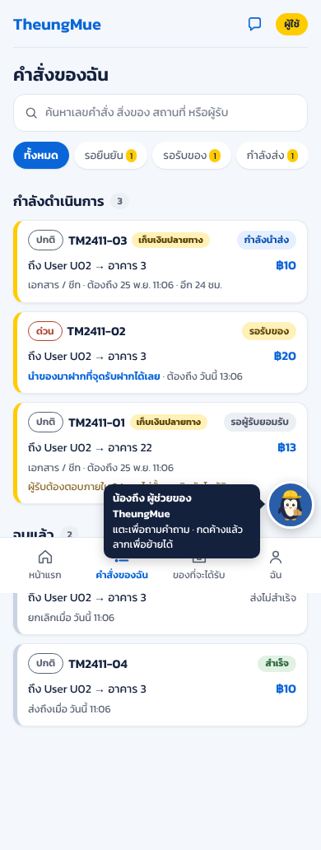 TheungMue
ผู้ใช้
คำสั่งของฉัน
ค้นหาเลขคำสั่ง สิ่งของ สถานที่ หรือผู้รับ
ทั้งหมด
รอยืนยัน 1
รอรับของ 1
กำลังส่ง 1
กำลังดำเนินการ 3
ปกติ TM2411-03 เก็บเงินปลายทาง กำลังนำส่ง
ถึง User U02 → อาคาร 3 ฿10
เอกสาร / ชีท · ต้องถึง 25 พ.ย. 11:06 · อีก 24 ชม.
ด่วน TM2411-02 รอรับของ
ถึง User U02 → อาคาร 3 ฿20
นำของมาฝากที่จุดรับฝากได้เลย · ต้องถึง วันนี้ 13:06
ปกติ TM2411-01 เก็บเงินปลายทาง รอผู้รับยอมรับ
ถึง User U02 → อาคาร 22 ฿13
เอกสาร / ชีท · ต้องถึง 25 พ.ย. 11:06
ผู้รับต้องตอบภายใน
น้องถึง ผู้ช่วยของ
TheungMue
แตะเพื่อถามคำถาม · กดค้างแล้ว
ลากเพื่อย้ายได้
จบแล้ว 2
หน้าแรก
คำสั่งของฉัน
ของที่จะได้รับ
ฉัน
ถึง User U02 → อาคาร 3 ส่งไม่สำเร็จ
ยกเลิกเมื่อ วันนี้ 11:06
ปกติ TM2411-04 สำเร็จ
ถึง User U02 → อาคาร 3 ฿10
ส่งถึงเมื่อ วันนี้ 11:06